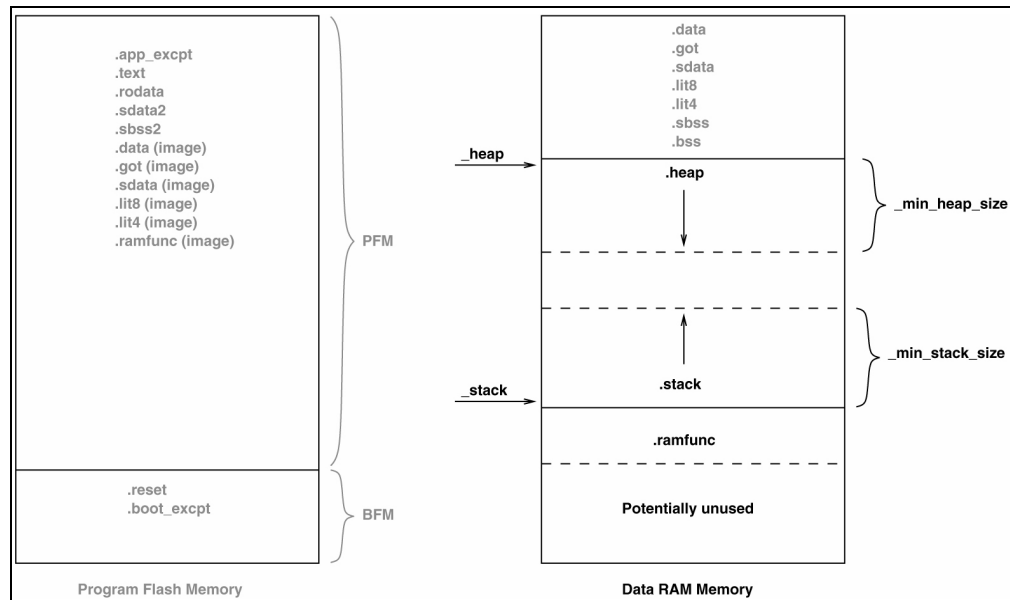 .app_excpt
.text
.rodata
.sdata2
.sbss2
.data (image)
.got (image)
.sdata (image)
.lit8 (image)
.lit4 (image)
.ramfunc (image)
PFM
.reset
.boot_excpt
BFM
Program Flash Memory
.data
.got
.sdata
.lit8
.lit4
.sbss
.bss
_heap
.heap
_min_heap_size
_min_stack_size
.stack
_stack
.ramfunc
Potentially unused
Data RAM Memory